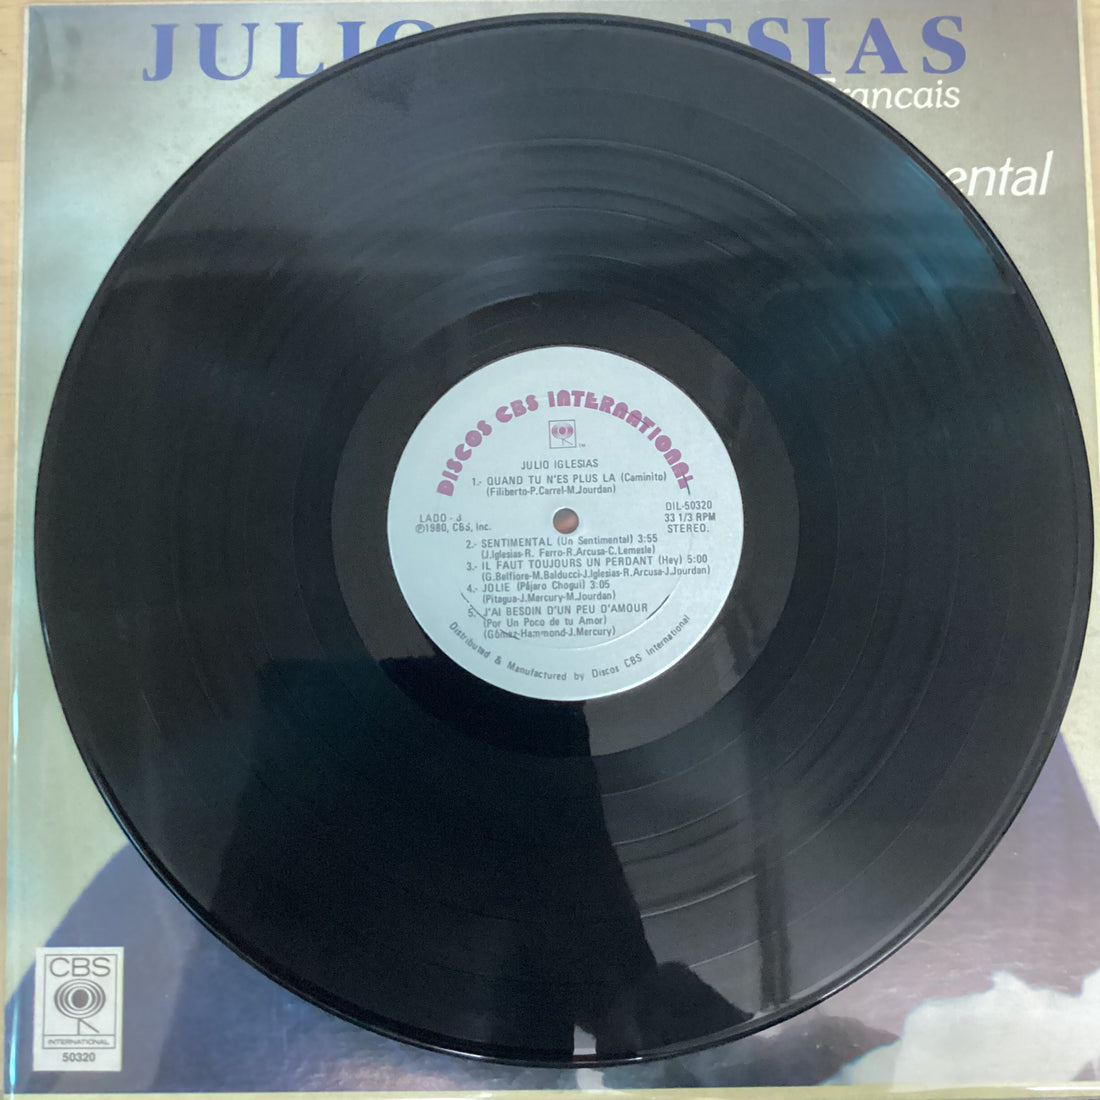 JULIO IGLESIAS
Francais
ental
DISCOS CBS INTERNATIONAL
TM
JULIO IGLESIAS
1.- QUAND TU N'ES PLUS LA (Caminito)
(Filiberto-P.Carrel-M.Jourdan)
LADO -
DIL-50320
℗1980, CBS, Inc.
33 1/3 RPM
STEREO.
2.- SENTIMENTAL (Un Sentimental) 3:55
(J.Iglesias-R. Ferro-R.Arcusa-C.Lemesle)
3.- IL FAUT TOUJOURS UN PERDANT (Hey) 5:00
(G.Belfiore-M.Balducci-J.Iglesias-R.Arcusa-J.Jourdan)
4.- JOLIE (Pájaro Chogui) 3:05
(Pitagua-J.Mercury-M.Jourdan)
5.- J'AI BESOIN D'UN PEU D'AMOUR
(Por Un Poco de tu Amor)
(Gómez-Hammond-J.Mercury)
Distributed & Manufactured by Discos CBS International
CBS
INTERNATIONAL
50320